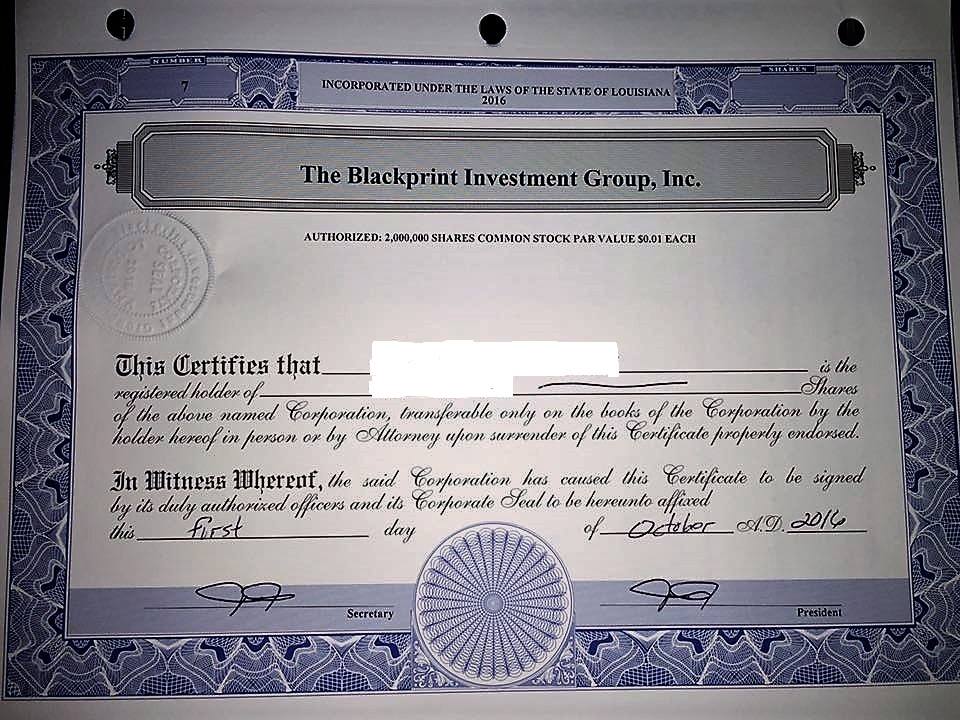 NUMBER
SHARES
7
INCORPORATED UNDER THE LAWS OF THE STATE OF LOUISIANA
2016
The Blackprint Investment Group, Inc.
AUTHORIZED: 2,000,000 SHARES COMMON STOCK PAR VALUE $0.01 EACH
This Certifies that is the
registered holder of Shares
of the above named Corporation, transferable only on the books of the Corporation by the
holder hereof in person or by Attorney upon surrender of this Certificate properly endorsed.
In Witness Whereof, the said Corporation has caused this Certificate to be signed
by its duly authorized officers and its Corporate Seal to be hereunto affixed
this First day of October A.D. 2016
Secretary
President